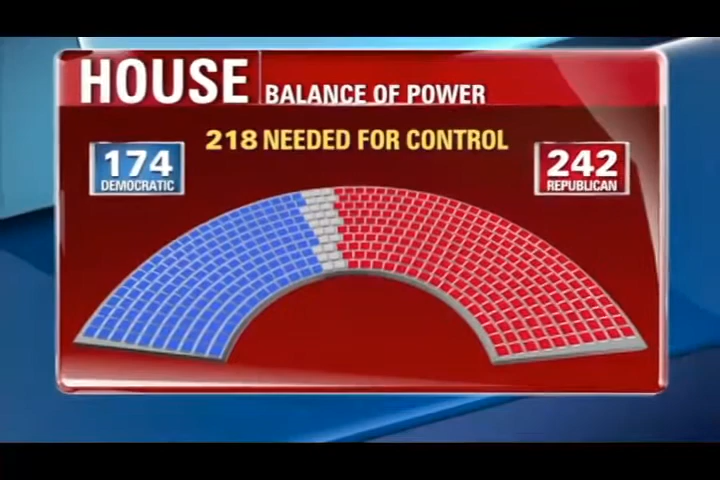 HOUSE BALANCE OF POWER
218 NEEDED FOR CONTROL
174
DEMOCRATIC
242
REPUBLICAN